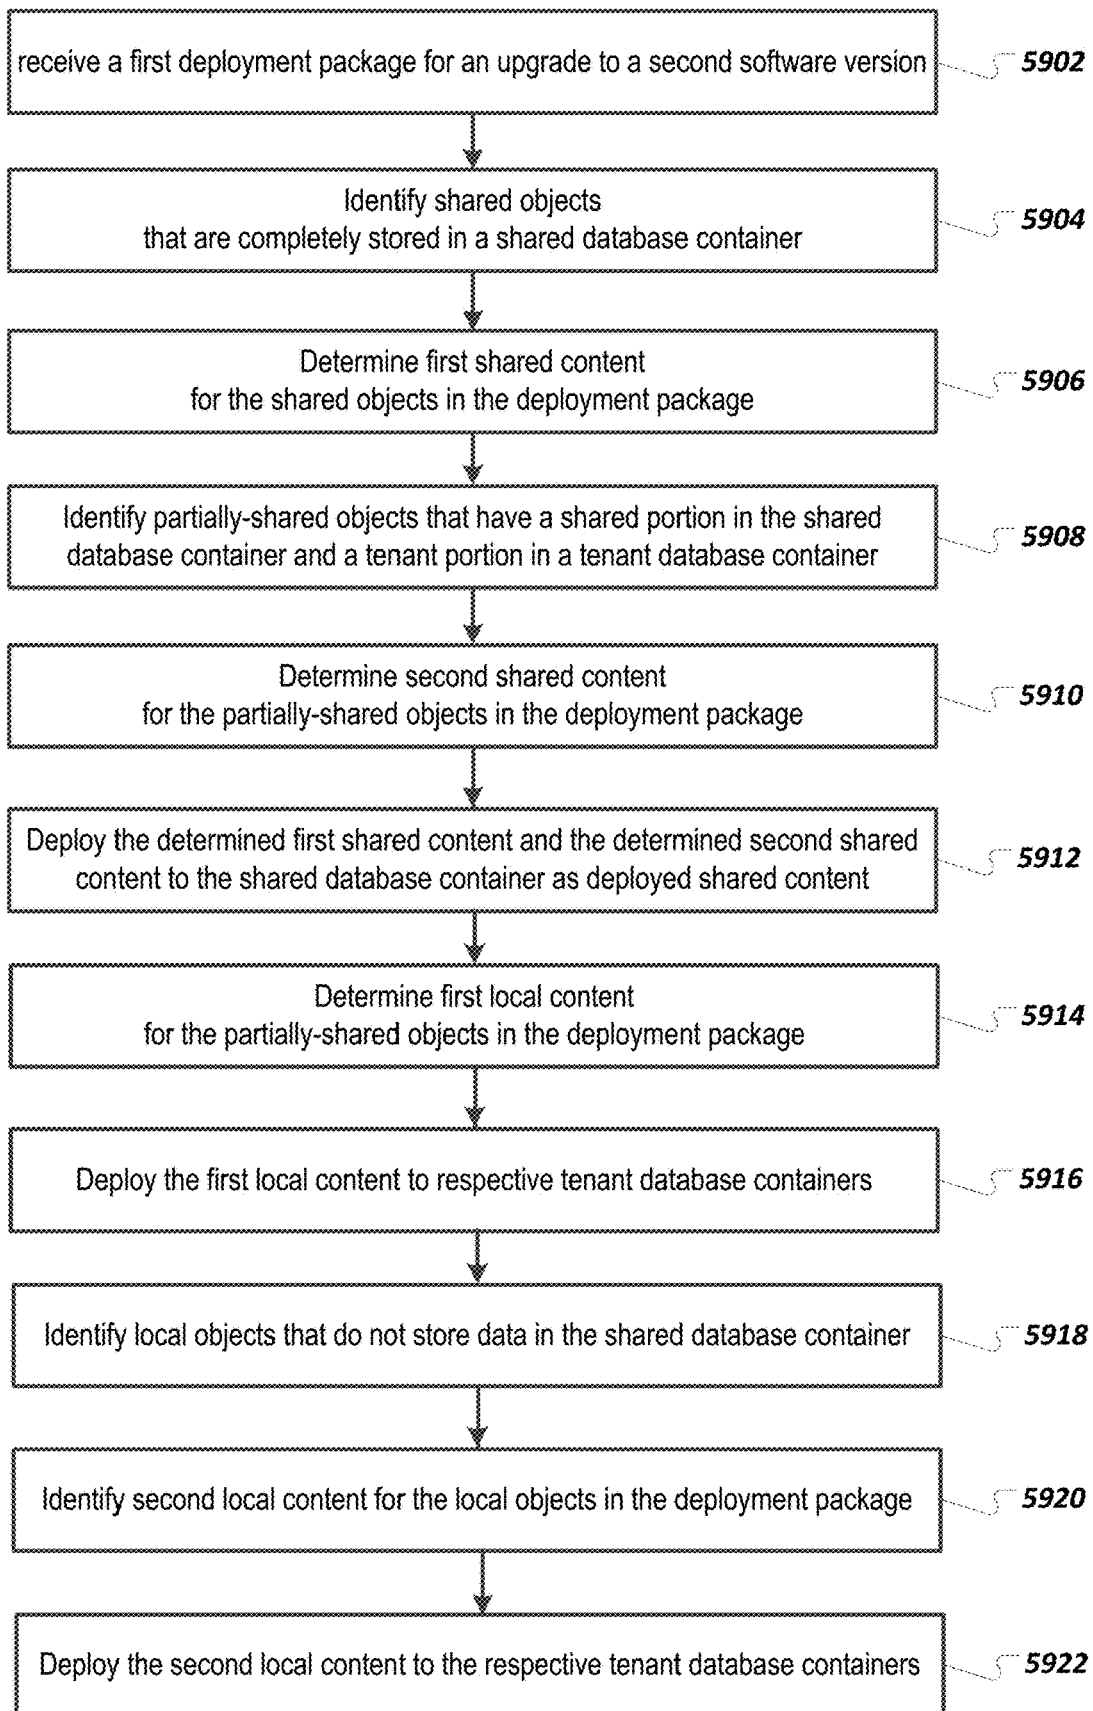 receive a first deployment package for an upgrade to a second software version
5902
Identify shared objects
that are completely stored in a shared database container
5904
Determine first shared content
for the shared objects in the deployment package
5906
Identify partially-shared objects that have a shared portion in the shared
database container and a tenant portion in a tenant database container
5908
Determine second shared content
for the partially-shared objects in the deployment package
5910
Deploy the determined first shared content and the determined second shared
content to the shared database container as deployed shared content
5912
Determine first local content
for the partially-shared objects in the deployment package
5914
Deploy the first local content to respective tenant database containers
5916
Identify local objects that do not store data in the shared database container
5918
Identify second local content for the local objects in the deployment package
5920
Deploy the second local content to the respective tenant database containers
5922